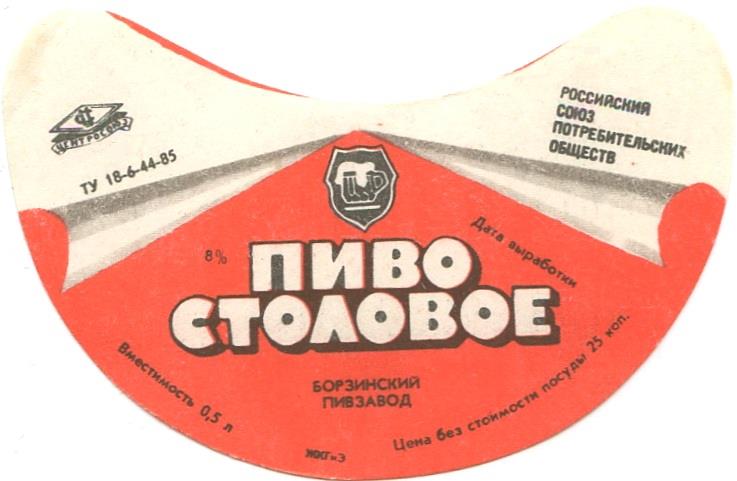 ЦЕНТРОСОЮЗ
ТУ 18-6-44-85
РОССИЙСКИЙ
СОЮЗ
ПОТРЕБИТЕЛЬСКИХ
ОБЩЕСТВ
8%
ПИВО
СТОЛОВОЕ
Дата выработки
БОРЗИНСКИЙ
ПИВЗАВОД
Вместимость 0,5 л
Цена без стоимости посуды 25 коп.